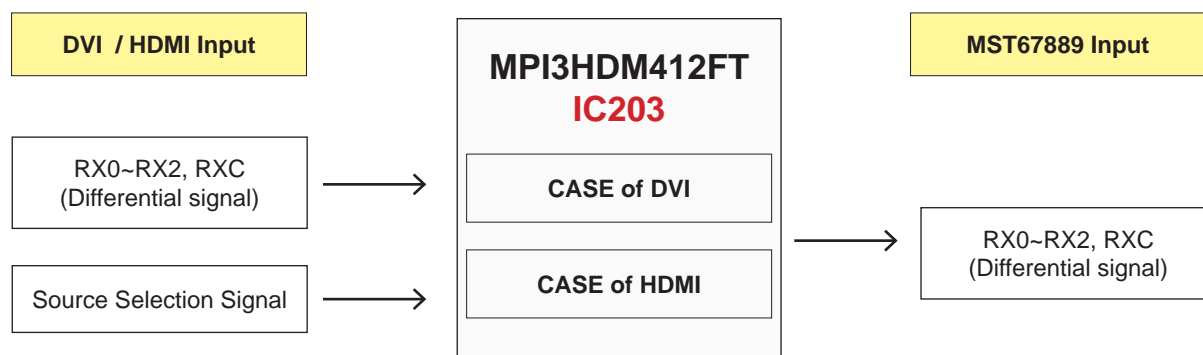 DVI / HDMI Input
RX0~RX2, RXC
(Differential signal)
Source Selection Signal
MPI3HDM412FT
IC203
CASE of DVI
CASE of HDMI
MST67889 Input
RX0~RX2, RXC
(Differential signal)